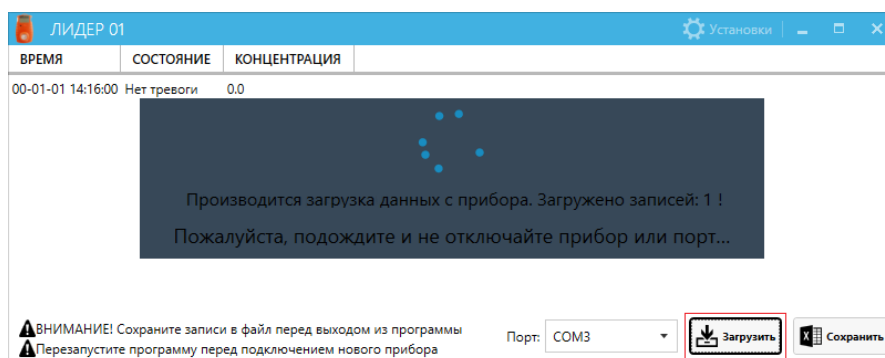 ЛИДЕР 01
Установки
ВРЕМЯ СОСТОЯНИЕ КОНЦЕНТРАЦИЯ
00-01-01 14:16:00 Нет тревоги 0.0
Производится загрузка данных с прибора. Загружено записей: 1 !
Пожалуйста, подождите и не отключайте прибор или порт...
ВНИМАНИЕ! Сохраните записи в файл перед выходом из программы
Перезапустите программу перед подключением нового прибора
Порт: COM3
Загрузить
Сохранить